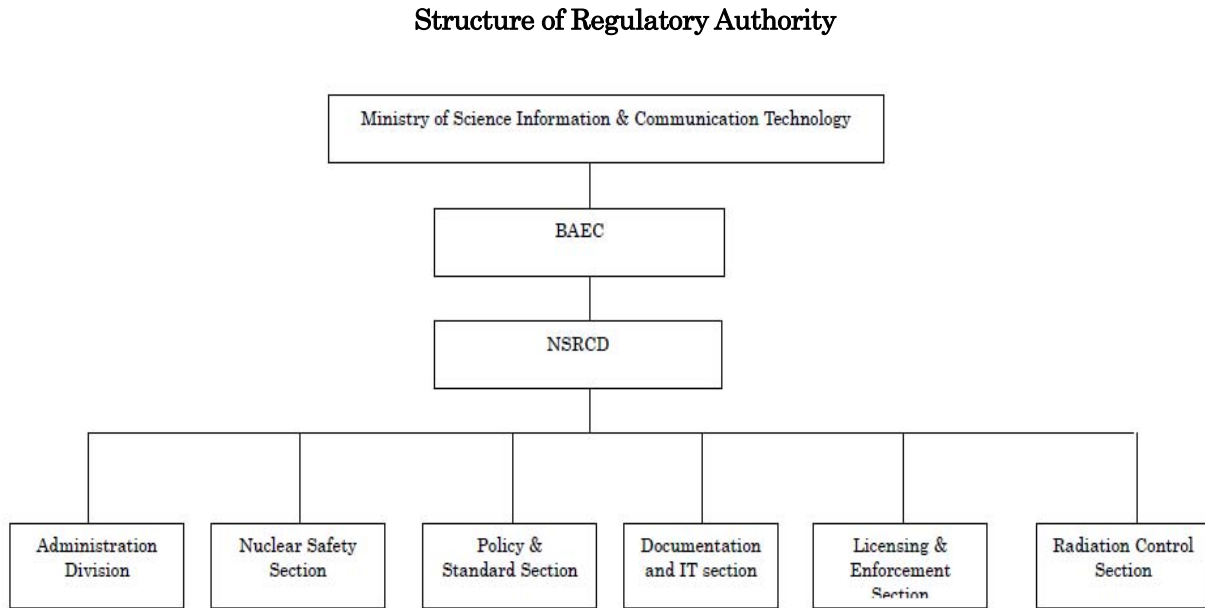 Structure of Regulatory Authority
Ministry of Science Information & Communication Technology
BAEC
NSRCD
Administration
Division
Nuclear Safety
Section
Policy &
Standard Section
Documentation
and IT section
Licensing &
Enforcement
Section
Radiation Control
Section